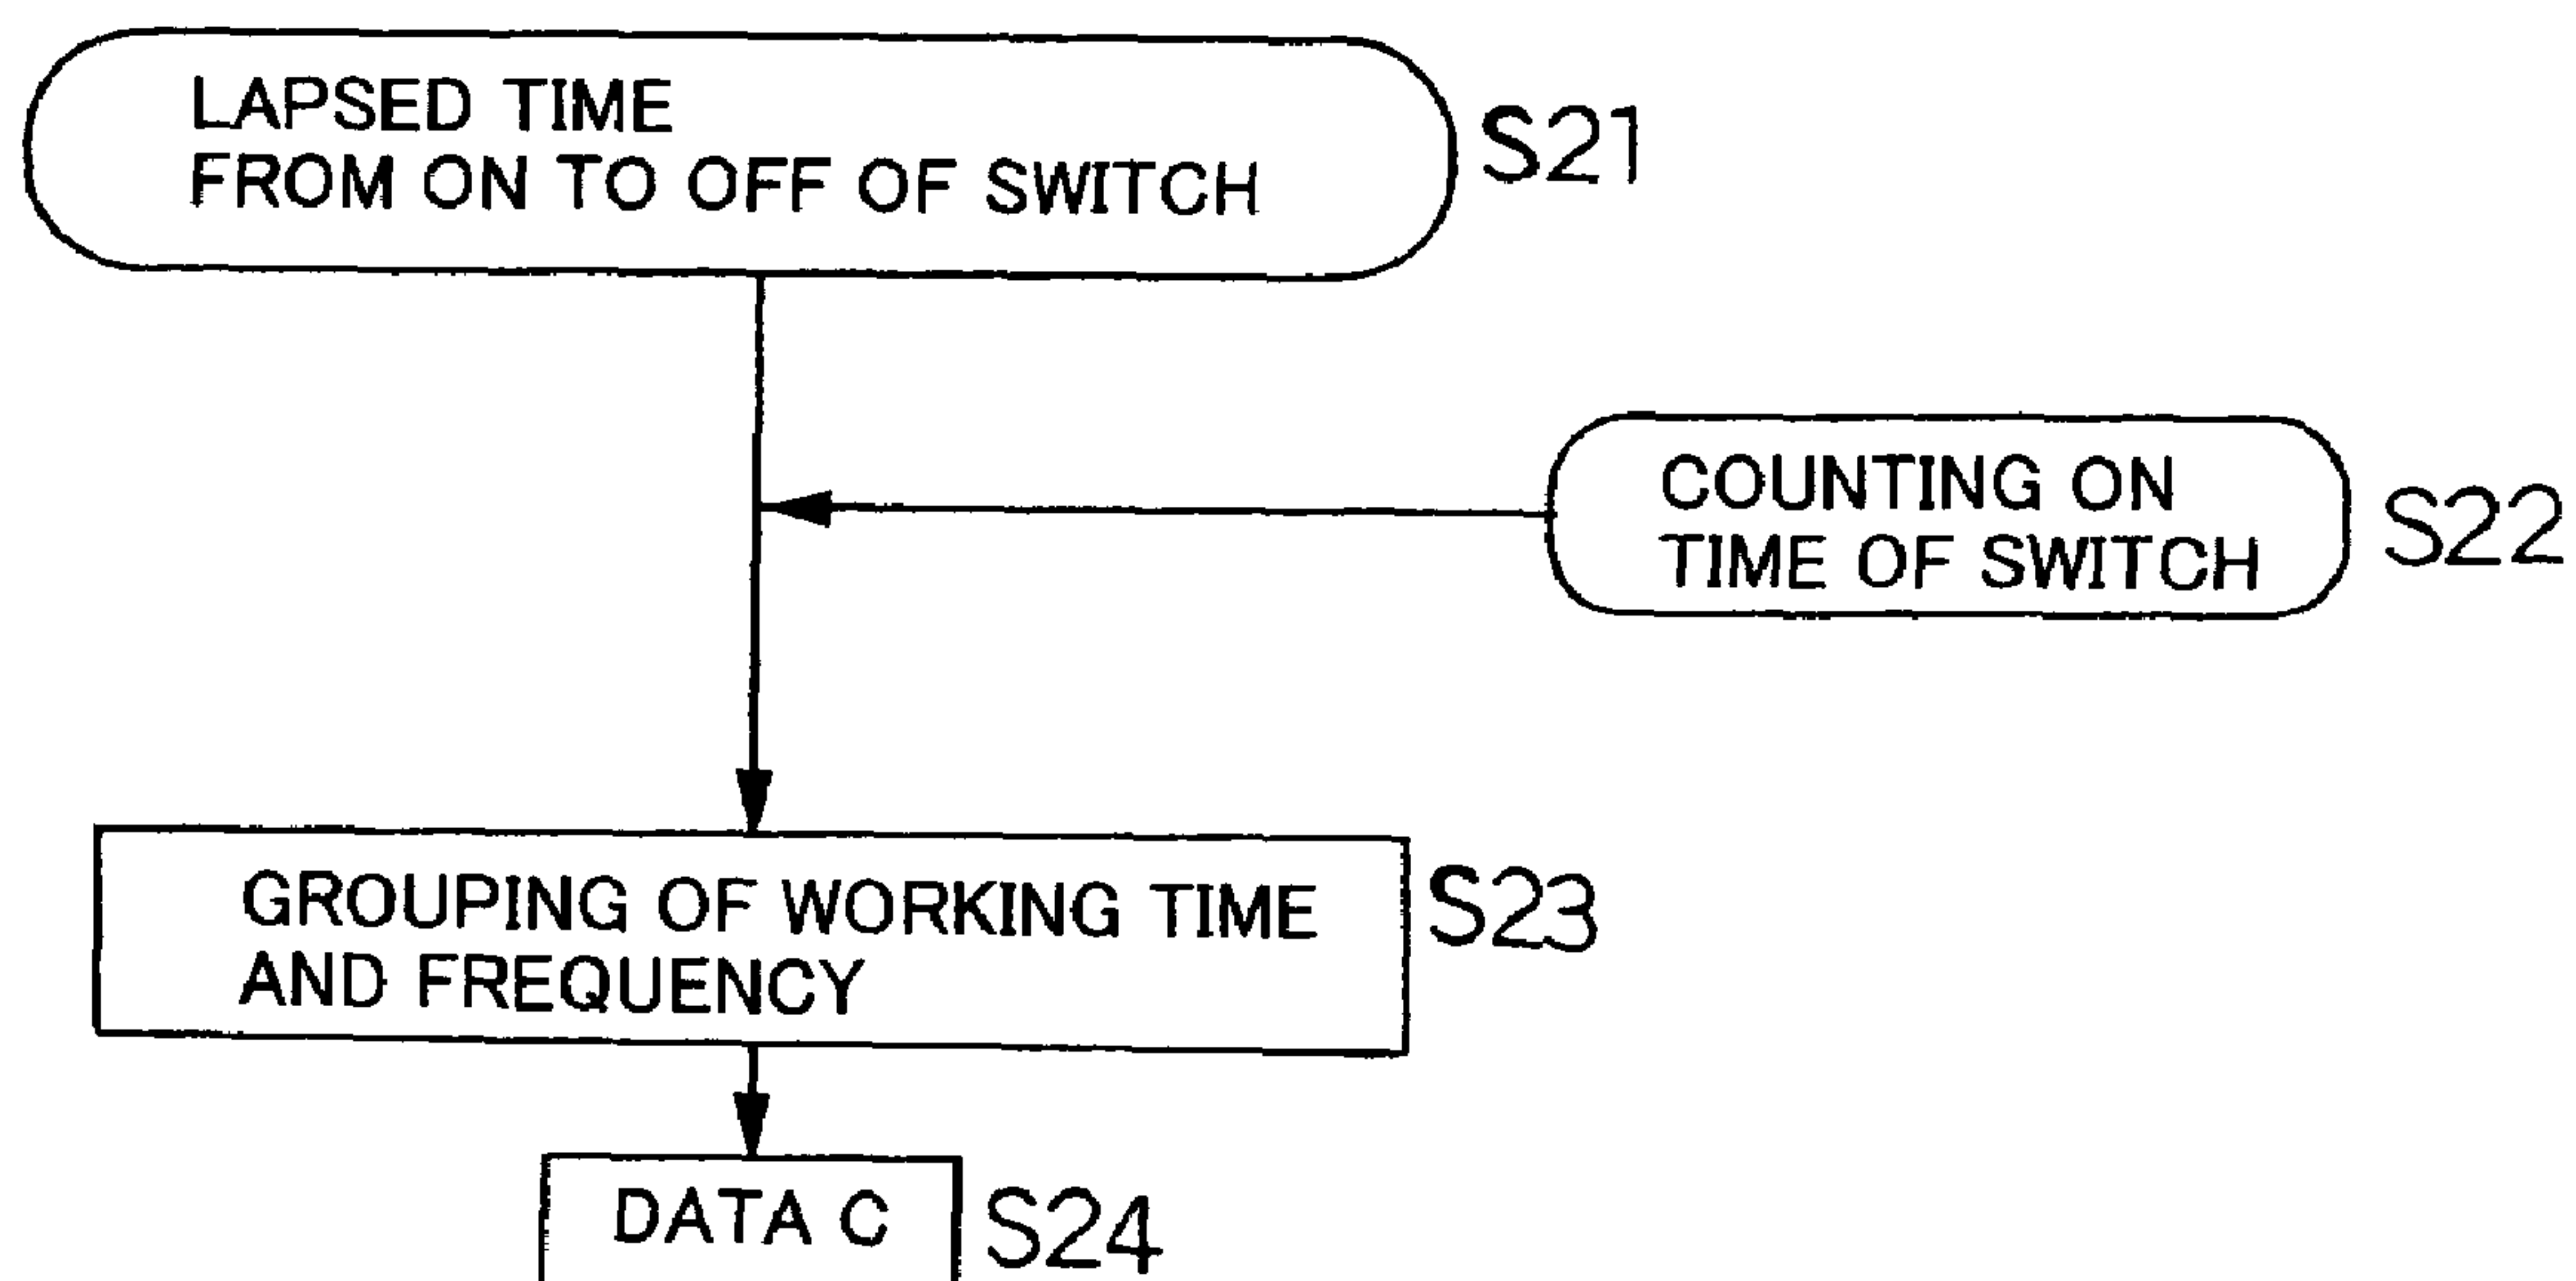 LAPSED TIME
FROM ON TO OFF OF SWITCH
S21
COUNTING ON
TIME OF SWITCH
S22
GROUPING OF WORKING TIME
AND FREQUENCY
S23
DATA C
S24